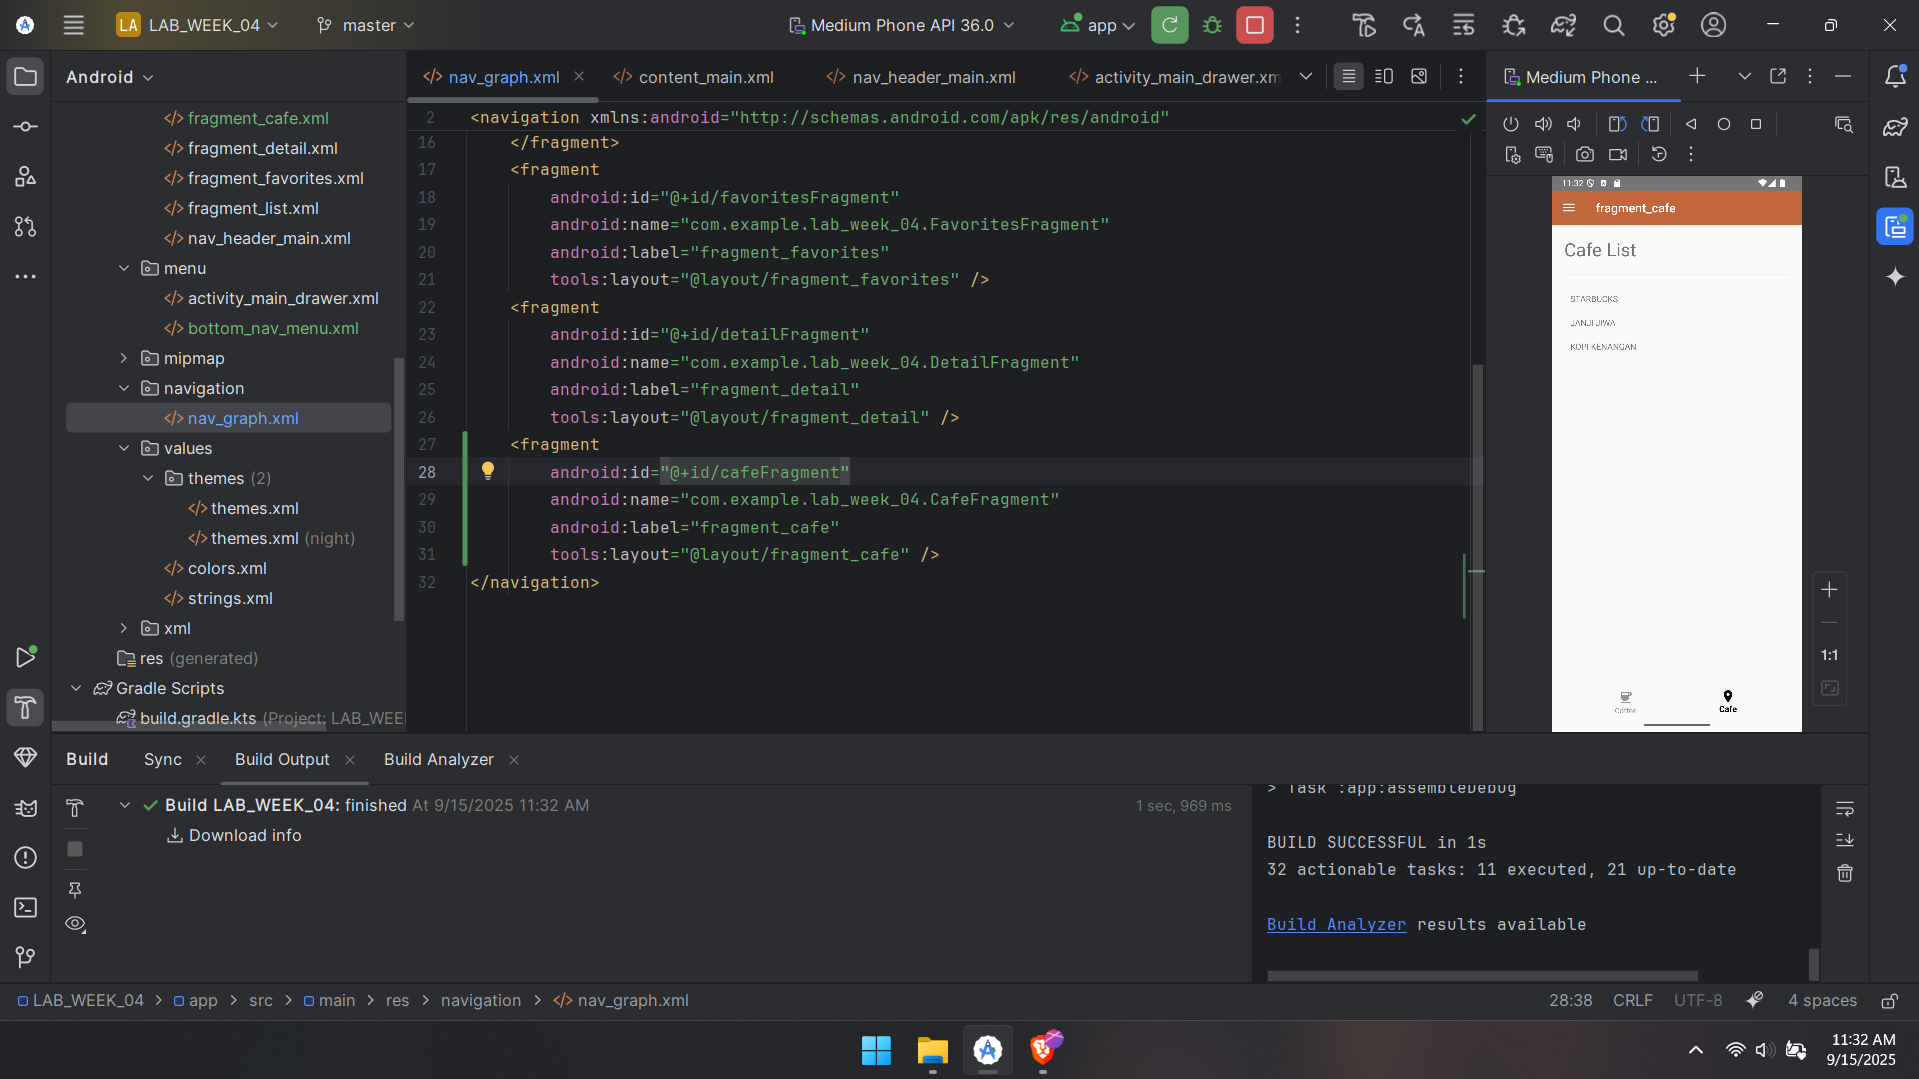 LA LAB_WEEK_04 master Medium Phone API 36.0 app
Android
nav_graph.xml content_main.xml nav_header_main.xml activity_main_drawer.xm
Medium Phone ...
fragment_cafe.xml
fragment_detail.xml
fragment_favorites.xml
fragment_list.xml
nav_header_main.xml
menu
activity_main_drawer.xml
bottom_nav_menu.xml
mipmap
navigation
nav_graph.xml
values
themes (2)
themes.xml
themes.xml (night)
colors.xml
strings.xml
xml
res (generated)
Gradle Scripts
build.gradle.kts (Project: LAB_WEE
2 <navigation xmlns:android="http://schemas.android.com/apk/res/android"
16 </fragment>
17 <fragment
18 android:id="@+id/favoritesFragment"
19 android:name="com.example.lab_week_04.FavoritesFragment"
20 android:label="fragment_favorites"
21 tools:layout="@layout/fragment_favorites" />
22 <fragment
23 android:id="@+id/detailFragment"
24 android:name="com.example.lab_week_04.DetailFragment"
25 android:label="fragment_detail"
26 tools:layout="@layout/fragment_detail" />
27 <fragment
28 android:id="@+id/cafeFragment"
29 android:name="com.example.lab_week_04.CafeFragment"
30 android:label="fragment_cafe"
31 tools:layout="@layout/fragment_cafe" />
32 </navigation>
11:32
fragment_cafe
Cafe List
STARBUCKS
JANJI JIWA
KOPI KENANGAN
Coffee Cafe
1:1
Build Sync Build Output Build Analyzer
Build LAB_WEEK_04: finished At 9/15/2025 11:32 AM 1 sec, 969 ms
Download info
> Task :app:assembleDebug
BUILD SUCCESSFUL in 1s
32 actionable tasks: 11 executed, 21 up-to-date
Build Analyzer results available
LAB_WEEK_04 > app > src > main > res > navigation > nav_graph.xml
28:38 CRLF UTF-8 4 spaces
11:32 AM
9/15/2025